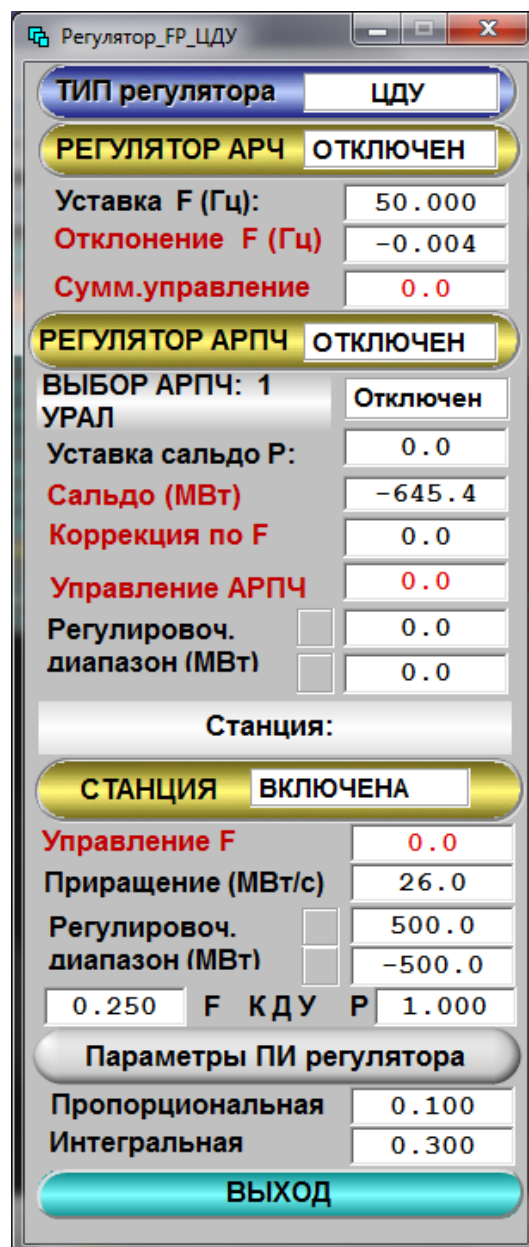 Регулятор_FP_ЦДУ
ТИП регулятора ЦДУ
РЕГУЛЯТОР АРЧ ОТКЛЮЧЕН
Уставка F (Гц): 50.000
Отклонение F (Гц) -0.004
Сумм.управление 0.0
РЕГУЛЯТОР АРПЧ ОТКЛЮЧЕН
ВЫБОР АРПЧ: 1
УРАЛ
Отключен
Уставка сальдо P: 0.0
Сальдо (МВт) -645.4
Коррекция по F 0.0
Управление АРПЧ 0.0
Регулировоч. 0.0
диапазон (МВт) 0.0
Станция:
СТАНЦИЯ ВКЛЮЧЕНА
Управление F 0.0
Приращение (МВт/с) 26.0
Регулировоч. 500.0
диапазон (МВт) -500.0
0.250 F КДУ P 1.000
Параметры ПИ регулятора
Пропорциональная 0.100
Интегральная 0.300
ВЫХОД